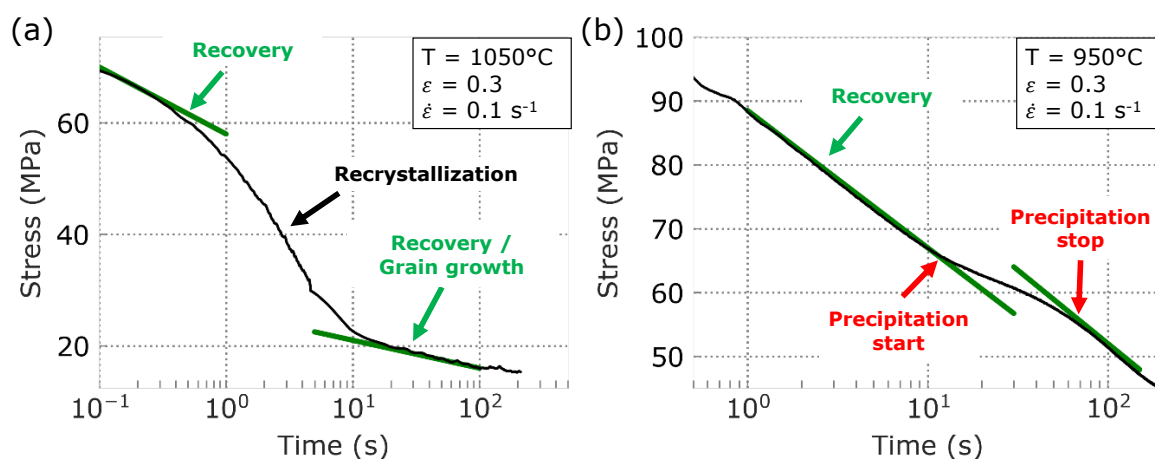 (a)
Recovery
T = 1050°C
ε = 0.3
ε̇ = 0.1 s⁻¹
Recrystallization
Recovery /
Grain growth
Stress (MPa)
60
40
20
10⁻¹
10⁰
10¹
10²
Time (s)
(b)
T = 950°C
ε = 0.3
ε̇ = 0.1 s⁻¹
Recovery
Precipitation
stop
Precipitation
start
Stress (MPa)
100
90
80
70
60
50
10⁰
10¹
10²
Time (s)